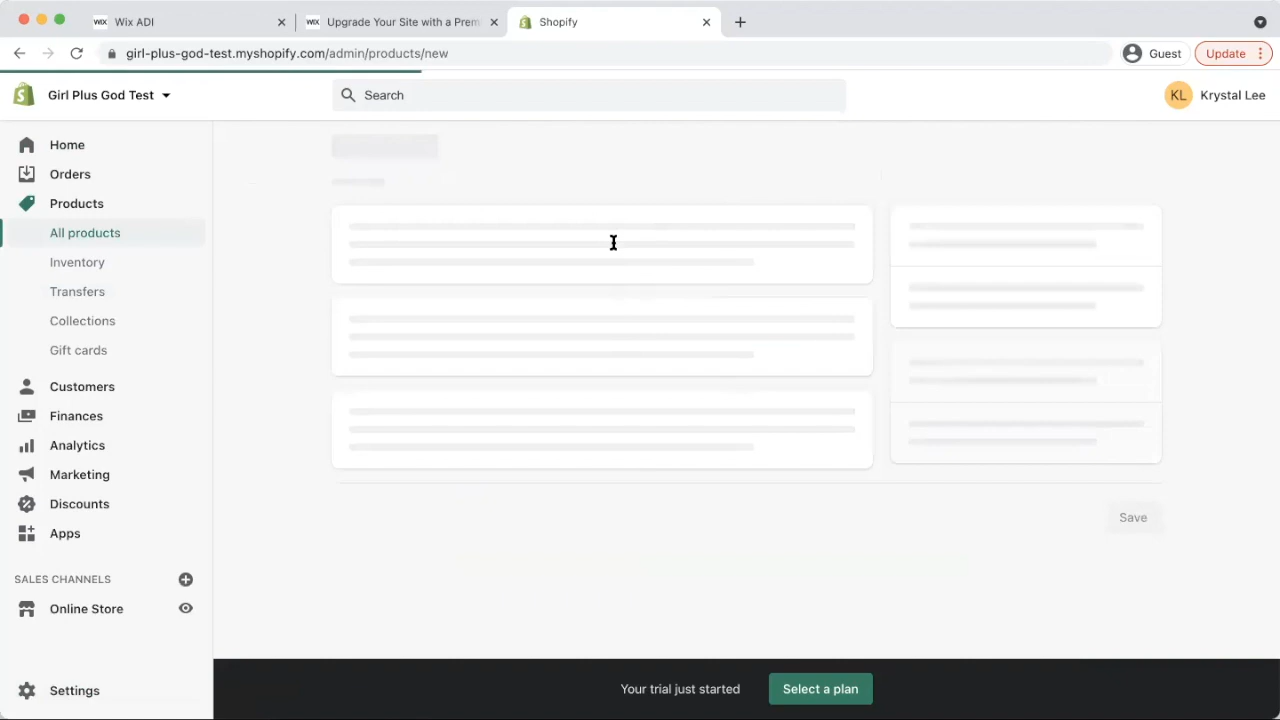 Wix ADI
Upgrade Your Site with a Prem
Shopify
girl-plus-god-test.myshopify.com/admin/products/new
Guest
Update
Girl Plus God Test
Search
KL
Krystal Lee
Home
Orders
Products
All products
Inventory
Transfers
Collections
Gift cards
Customers
Finances
Analytics
Marketing
Discounts
Apps
SALES CHANNELS
Online Store
Settings
Save
Your trial just started
Select a plan